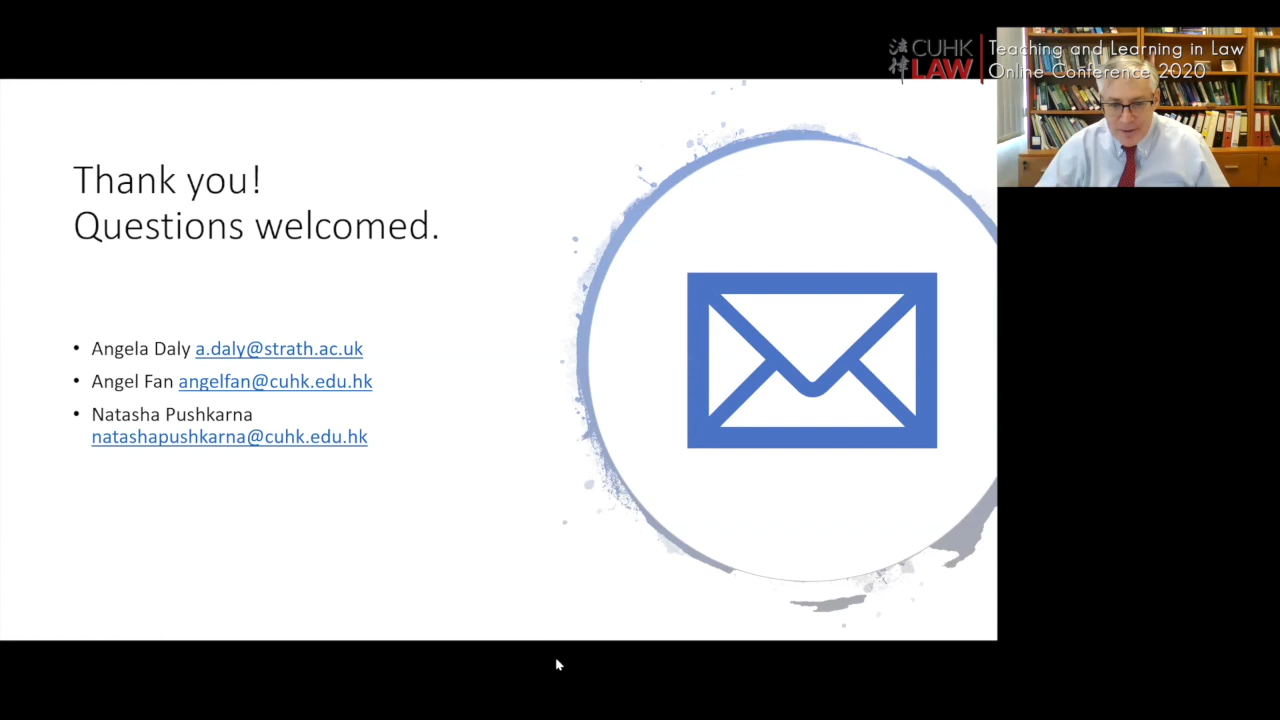 法律 CUHK LAW
Teaching and Learning in Law
Online Conference 2020
Thank you!
Questions welcomed.
• Angela Daly a.daly@strath.ac.uk
• Angel Fan angelfan@cuhk.edu.hk
• Natasha Pushkarna
natashapushkarna@cuhk.edu.hk